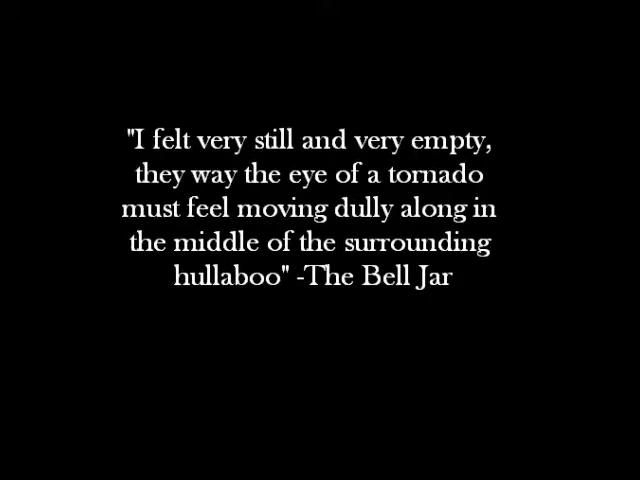 "I felt very still and very empty,
they way the eye of a tornado
must feel moving dully along in
the middle of the surrounding
hullaboo" -The Bell Jar